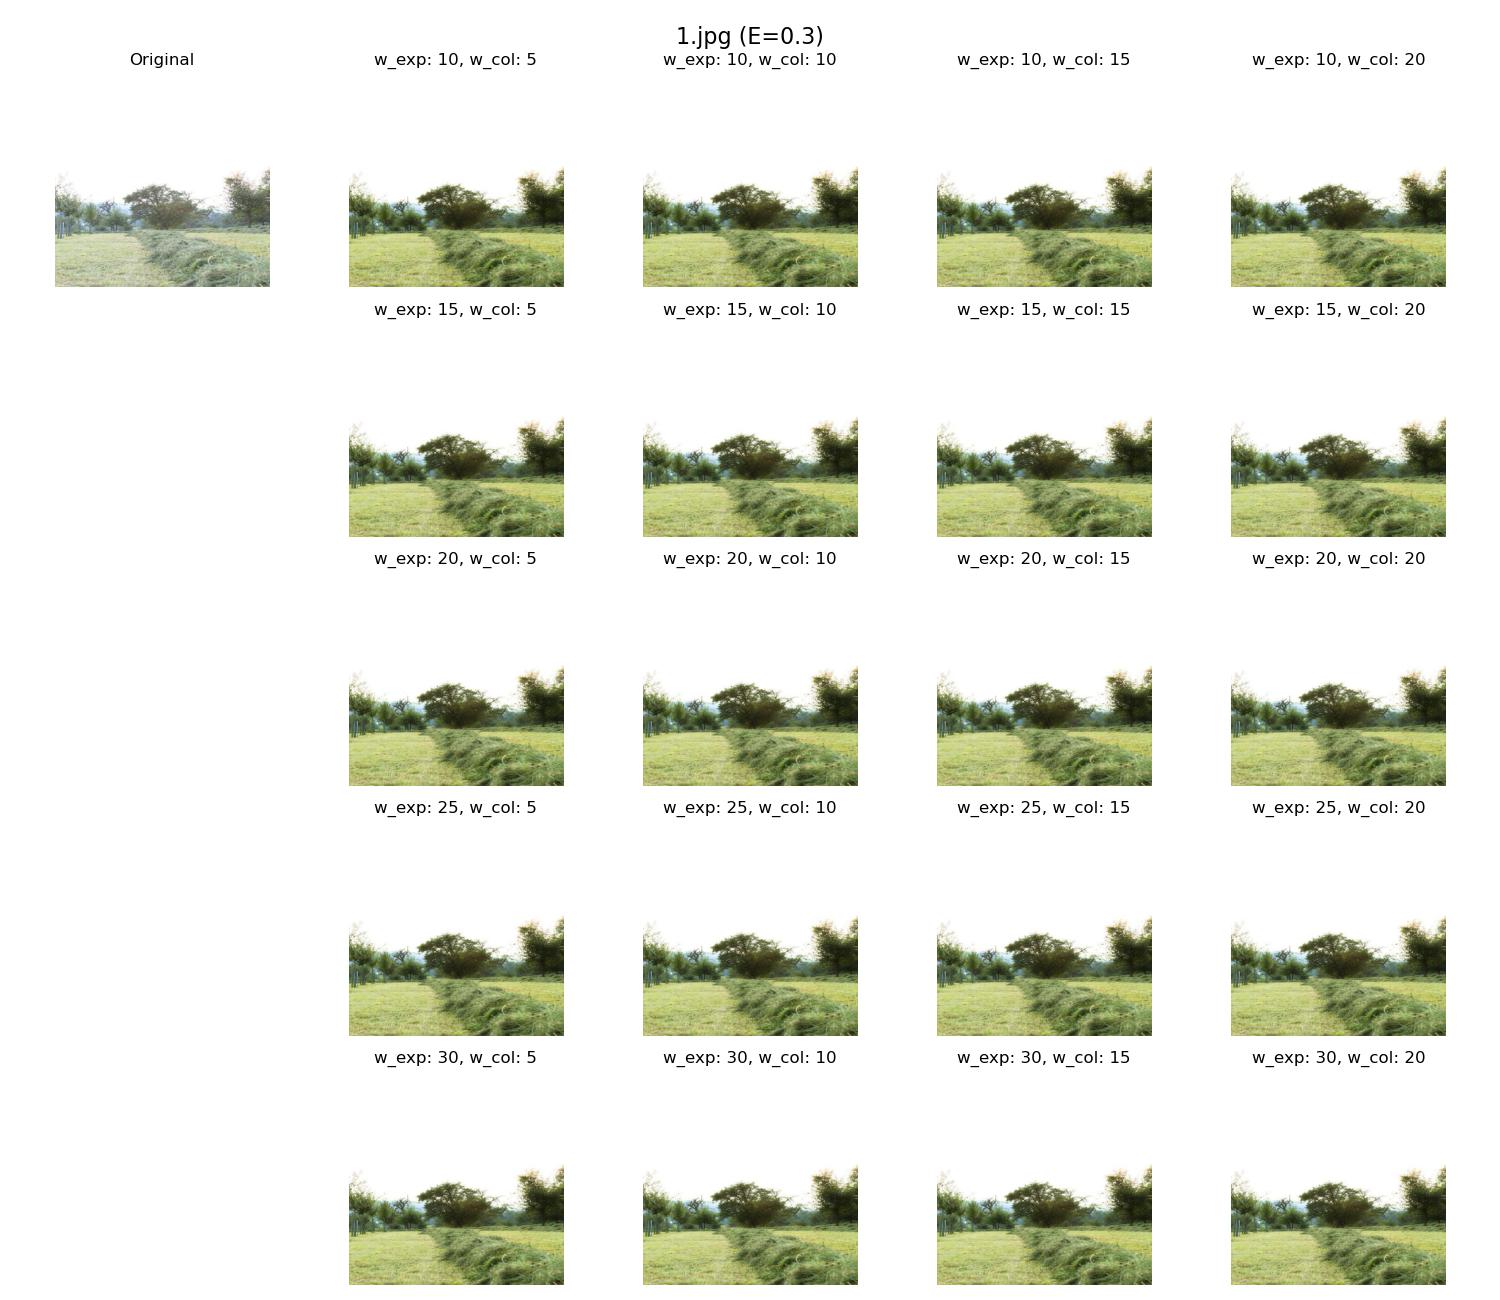 1.jpg (E=0.3)
Original
w_exp: 10, w_col: 5
w_exp: 10, w_col: 10
w_exp: 10, w_col: 15
w_exp: 10, w_col: 20
w_exp: 15, w_col: 5
w_exp: 15, w_col: 10
w_exp: 15, w_col: 15
w_exp: 15, w_col: 20
w_exp: 20, w_col: 5
w_exp: 20, w_col: 10
w_exp: 20, w_col: 15
w_exp: 20, w_col: 20
w_exp: 25, w_col: 5
w_exp: 25, w_col: 10
w_exp: 25, w_col: 15
w_exp: 25, w_col: 20
w_exp: 30, w_col: 5
w_exp: 30, w_col: 10
w_exp: 30, w_col: 15
w_exp: 30, w_col: 20